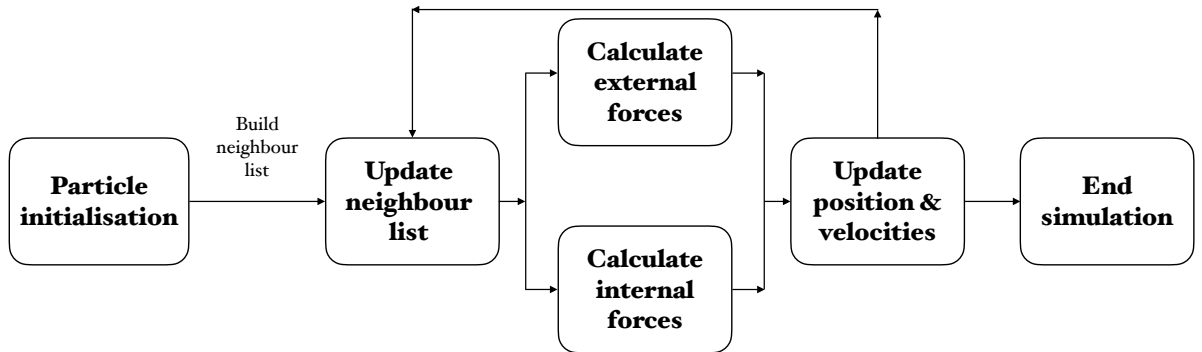 Particle
initialisation
Build
neighbour
list
Update
neighbour
list
Calculate
external
forces
Calculate
internal
forces
Update
position &
velocities
End
simulation